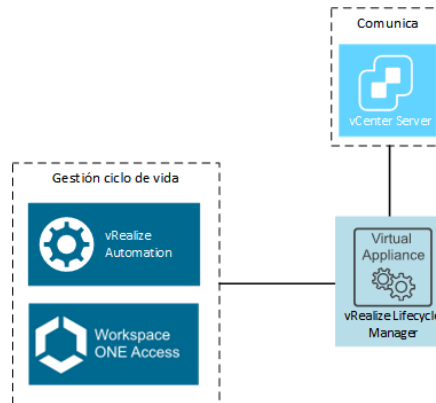 Comunica
vCenter Server
Gestión ciclo de vida
vRealize
Automation
Workspace
ONE Access
Virtual
Appliance
vRealize Lifecycle
Manager